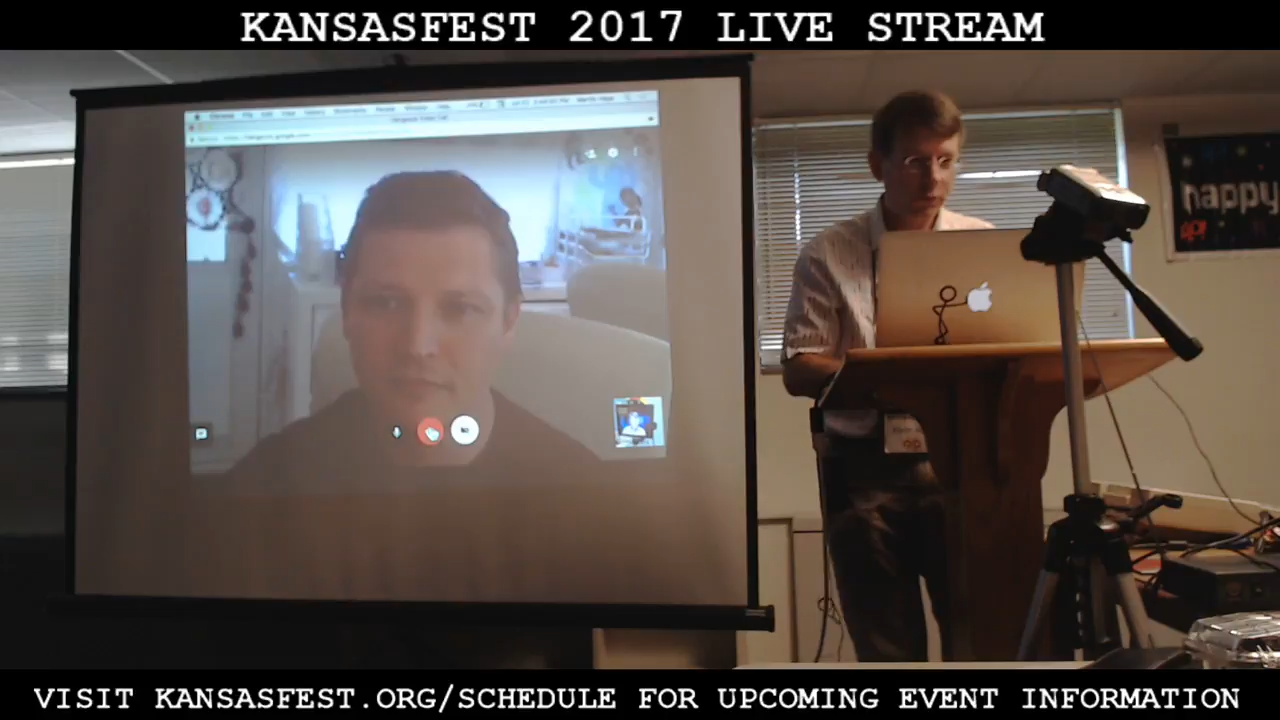 KANSASFEST 2017 LIVE STREAM
happy
VISIT KANSASFEST.ORG/SCHEDULE FOR UPCOMING EVENT INFORMATION